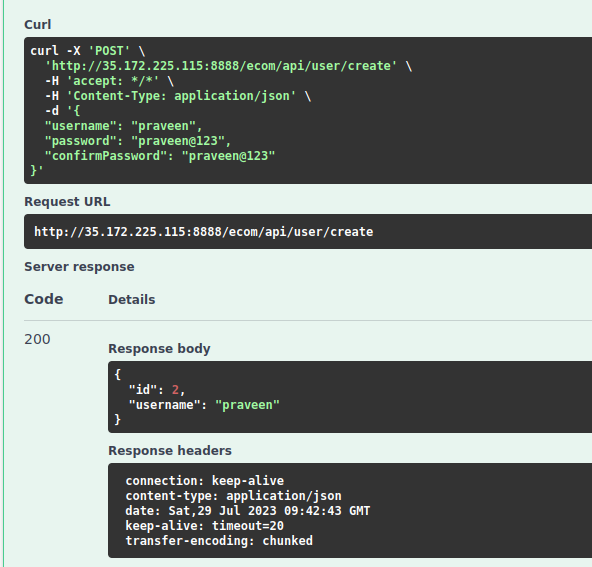 Curl
curl -X 'POST' \
'http://35.172.225.115:8888/ecom/api/user/create' \
-H 'accept: */*' \
-H 'Content-Type: application/json' \
-d '{
"username": "praveen",
"password": "praveen@123",
"confirmPassword": "praveen@123"
}'
Request URL
http://35.172.225.115:8888/ecom/api/user/create
Server response
Code Details
200
Response body
{
"id": 2,
"username": "praveen"
}
Response headers
connection: keep-alive
content-type: application/json
date: Sat,29 Jul 2023 09:42:43 GMT
keep-alive: timeout=20
transfer-encoding: chunked